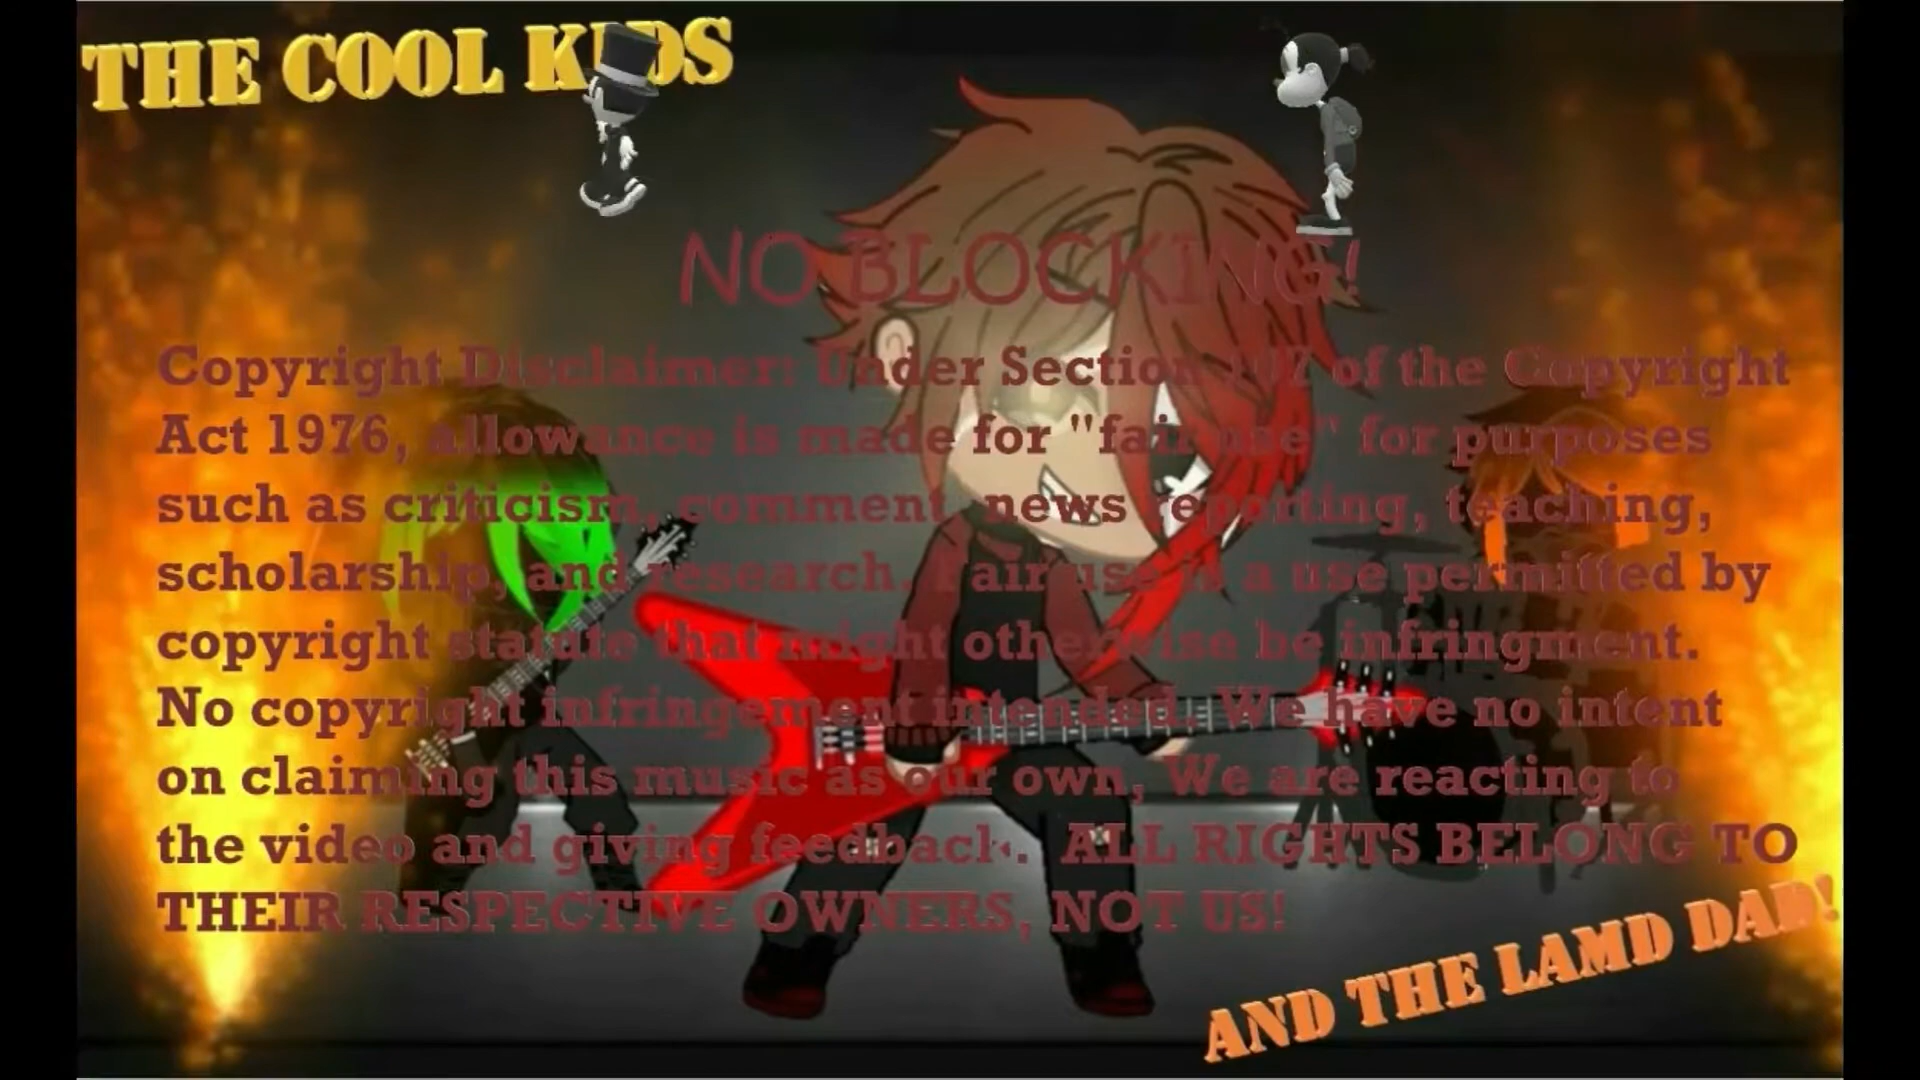 THE COOL KIDS
NO BLOCKING!
Copyright Disclaimer: Under Section 107 of the Copyright
Act 1976, allowance is made for "fair use" for purposes
such as criticism, comment, news reporting, teaching,
scholarship, and research. Fair use is a use permitted by
copyright statute that might otherwise be infringment.
No copyright infringement intended. We have no intent
on claiming this music as our own, We are reacting to
the video and giving feedback. ALL RIGHTS BELONG TO
THEIR RESPECTIVE OWNERS, NOT US!
AND THE LAMD DAD!